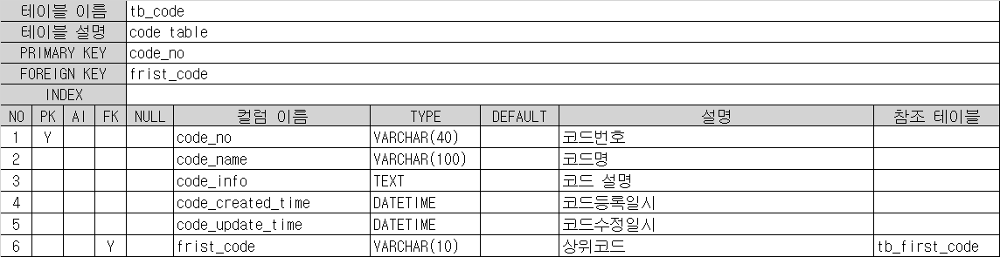 테이블 이름 tb_code
테이블 설명 code table
PRIMARY KEY code_no
FOREIGN KEY frist_code
INDEX
NO PK AI FK NULL 컬럼 이름 TYPE DEFAULT 설명 참조 테이블
1 Y code_no VARCHAR(40) 코드번호
2 code_name VARCHAR(100) 코드명
3 code_info TEXT 코드 설명
4 code_created_time DATETIME 코드등록일시
5 code_update_time DATETIME 코드수정일시
6 Y frist_code VARCHAR(10) 상위코드 tb_first_code